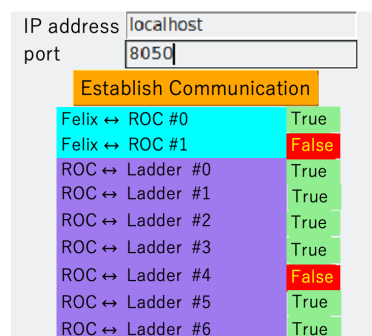 IP address localhost
port 8050
Establish Communication
Felix ↔ ROC #0 True
Felix ↔ ROC #1 False
ROC ↔ Ladder #0 True
ROC ↔ Ladder #1 True
ROC ↔ Ladder #2 True
ROC ↔ Ladder #3 True
ROC ↔ Ladder #4 False
ROC ↔ Ladder #5 True
ROC ↔ Ladder #6 True